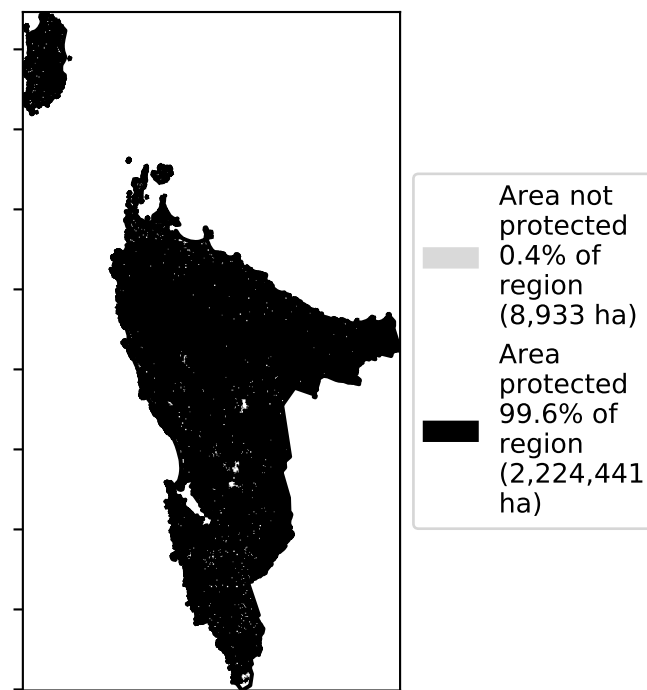 Area not
protected
0.4% of
region
(8,933 ha)
Area
protected
99.6% of
region
(2,224,441
ha)